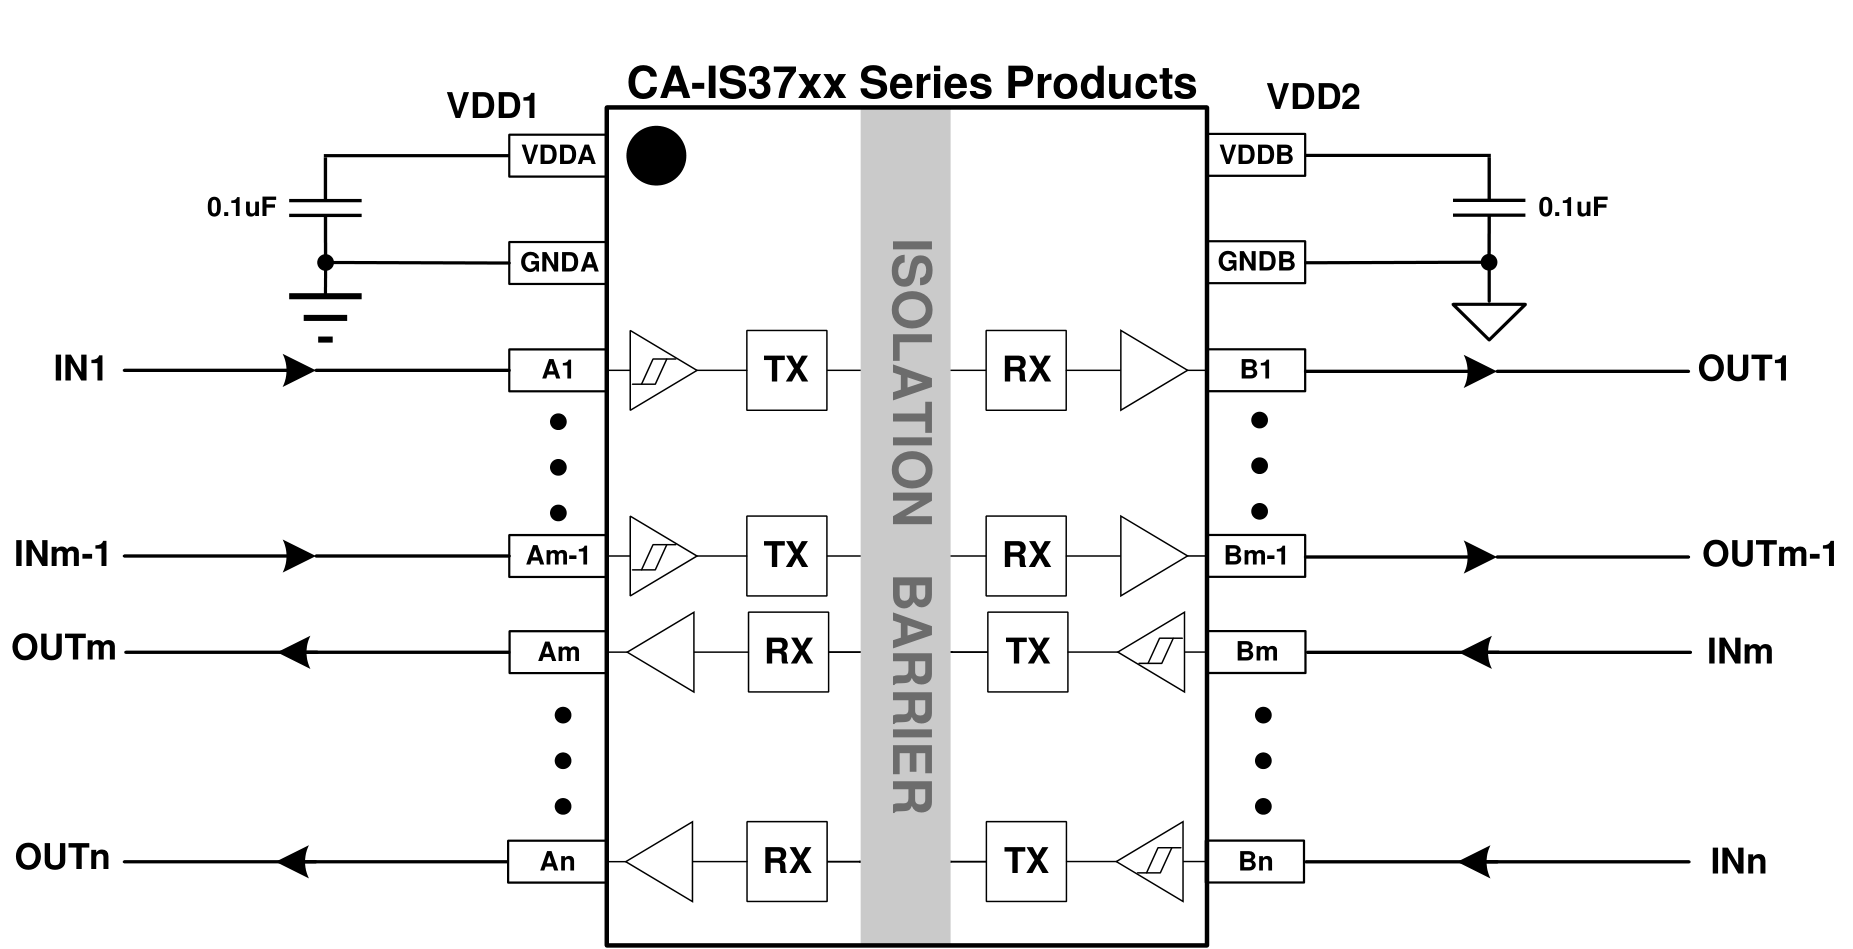 CA-IS37xx Series Products
VDD1
VDD2
VDDA
VDDB
0.1uF
0.1uF
GNDA
GNDB
IN1
A1
TX
RX
B1
OUT1
ISOLATION BARRIER
INm-1
Am-1
TX
RX
Bm-1
OUTm-1
OUTm
Am
RX
TX
Bm
INm
OUTn
An
RX
TX
Bn
INn